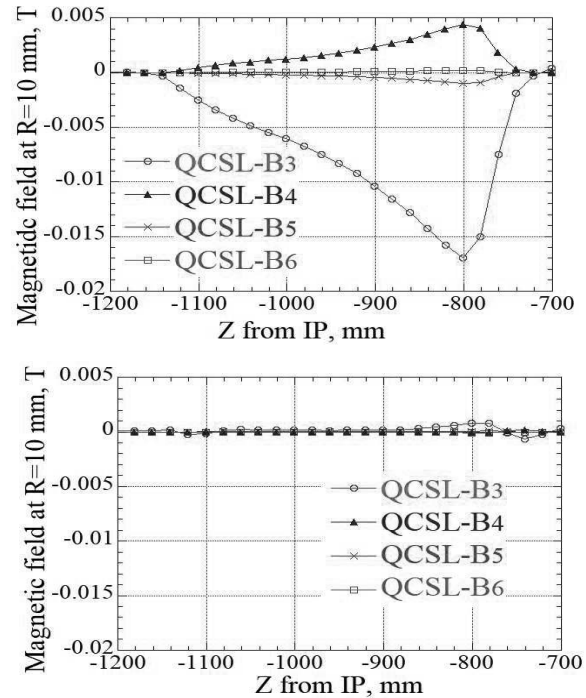 0.005
0
-0.005
-0.01
-0.015
-0.02
Magnetidc field at R=10 mm, T
QCSL-B3
QCSL-B4
QCSL-B5
QCSL-B6
-1200 -1100 -1000 -900 -800 -700
Z from IP, mm
0.005
0
-0.005
-0.01
-0.015
-0.02
Magnetic field at R=10 mm, T
QCSL-B3
QCSL-B4
QCSL-B5
QCSL-B6
-1200 -1100 -1000 -900 -800 -700
Z from IP, mm